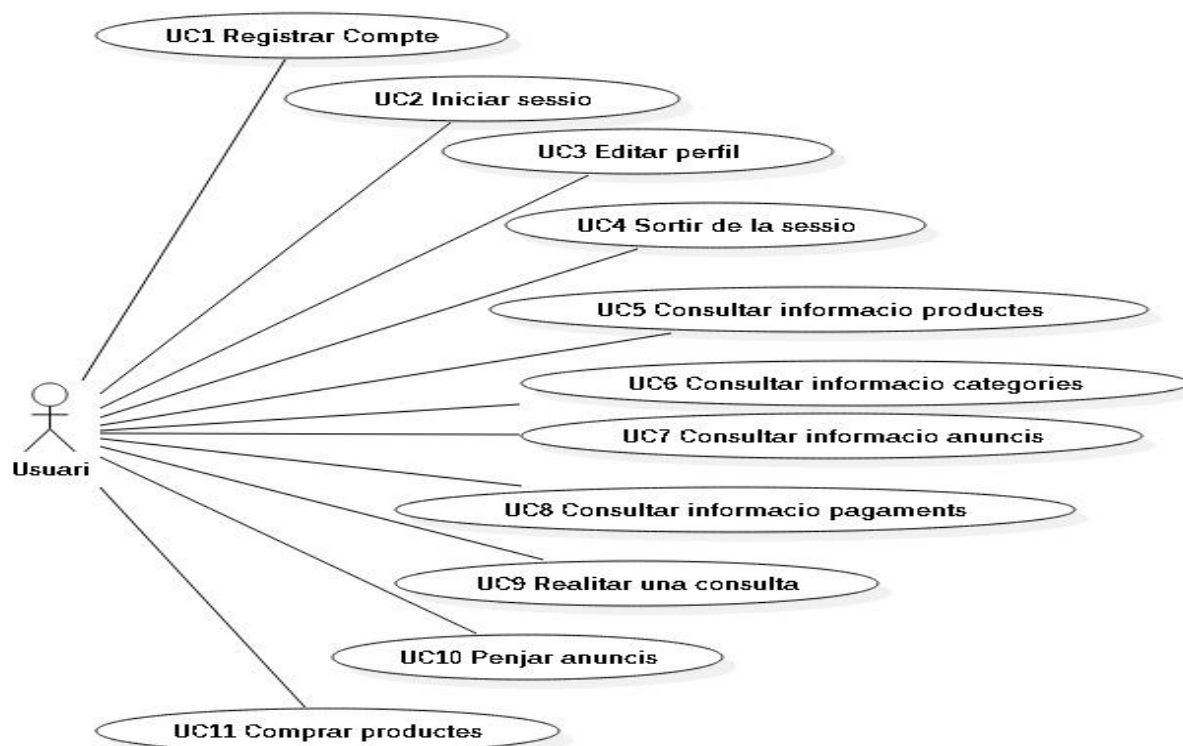 UC1 Registrar Compte
UC2 Iniciar sessio
UC3 Editar perfil
UC4 Sortir de la sessio
UC5 Consultar informacio productes
UC6 Consultar informacio categories
UC7 Consultar informacio anuncis
Usuari
UC8 Consultar informacio pagaments
UC9 Realitar una consulta
UC10 Penjar anuncis
UC11 Comprar productes